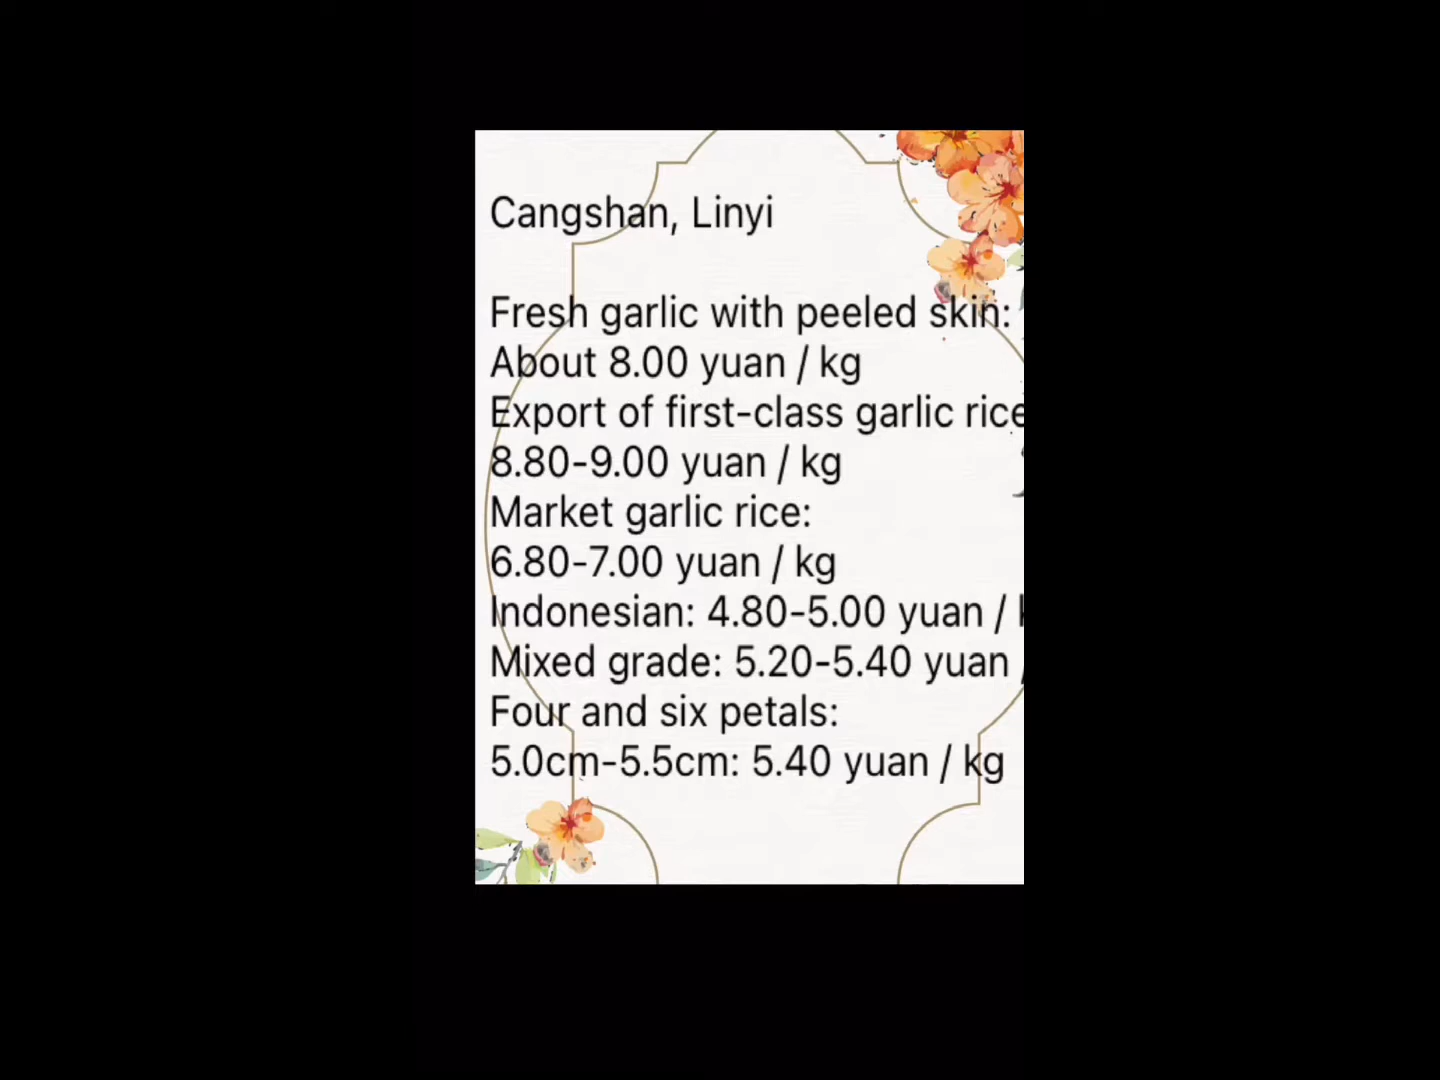 Cangshan, Linyi
Fresh garlic with peeled skin:
About 8.00 yuan / kg
Export of first-class garlic rice
8.80-9.00 yuan / kg
Market garlic rice:
6.80-7.00 yuan / kg
Indonesian: 4.80-5.00 yuan /
Mixed grade: 5.20-5.40 yuan /
Four and six petals:
5.0cm-5.5cm: 5.40 yuan / kg